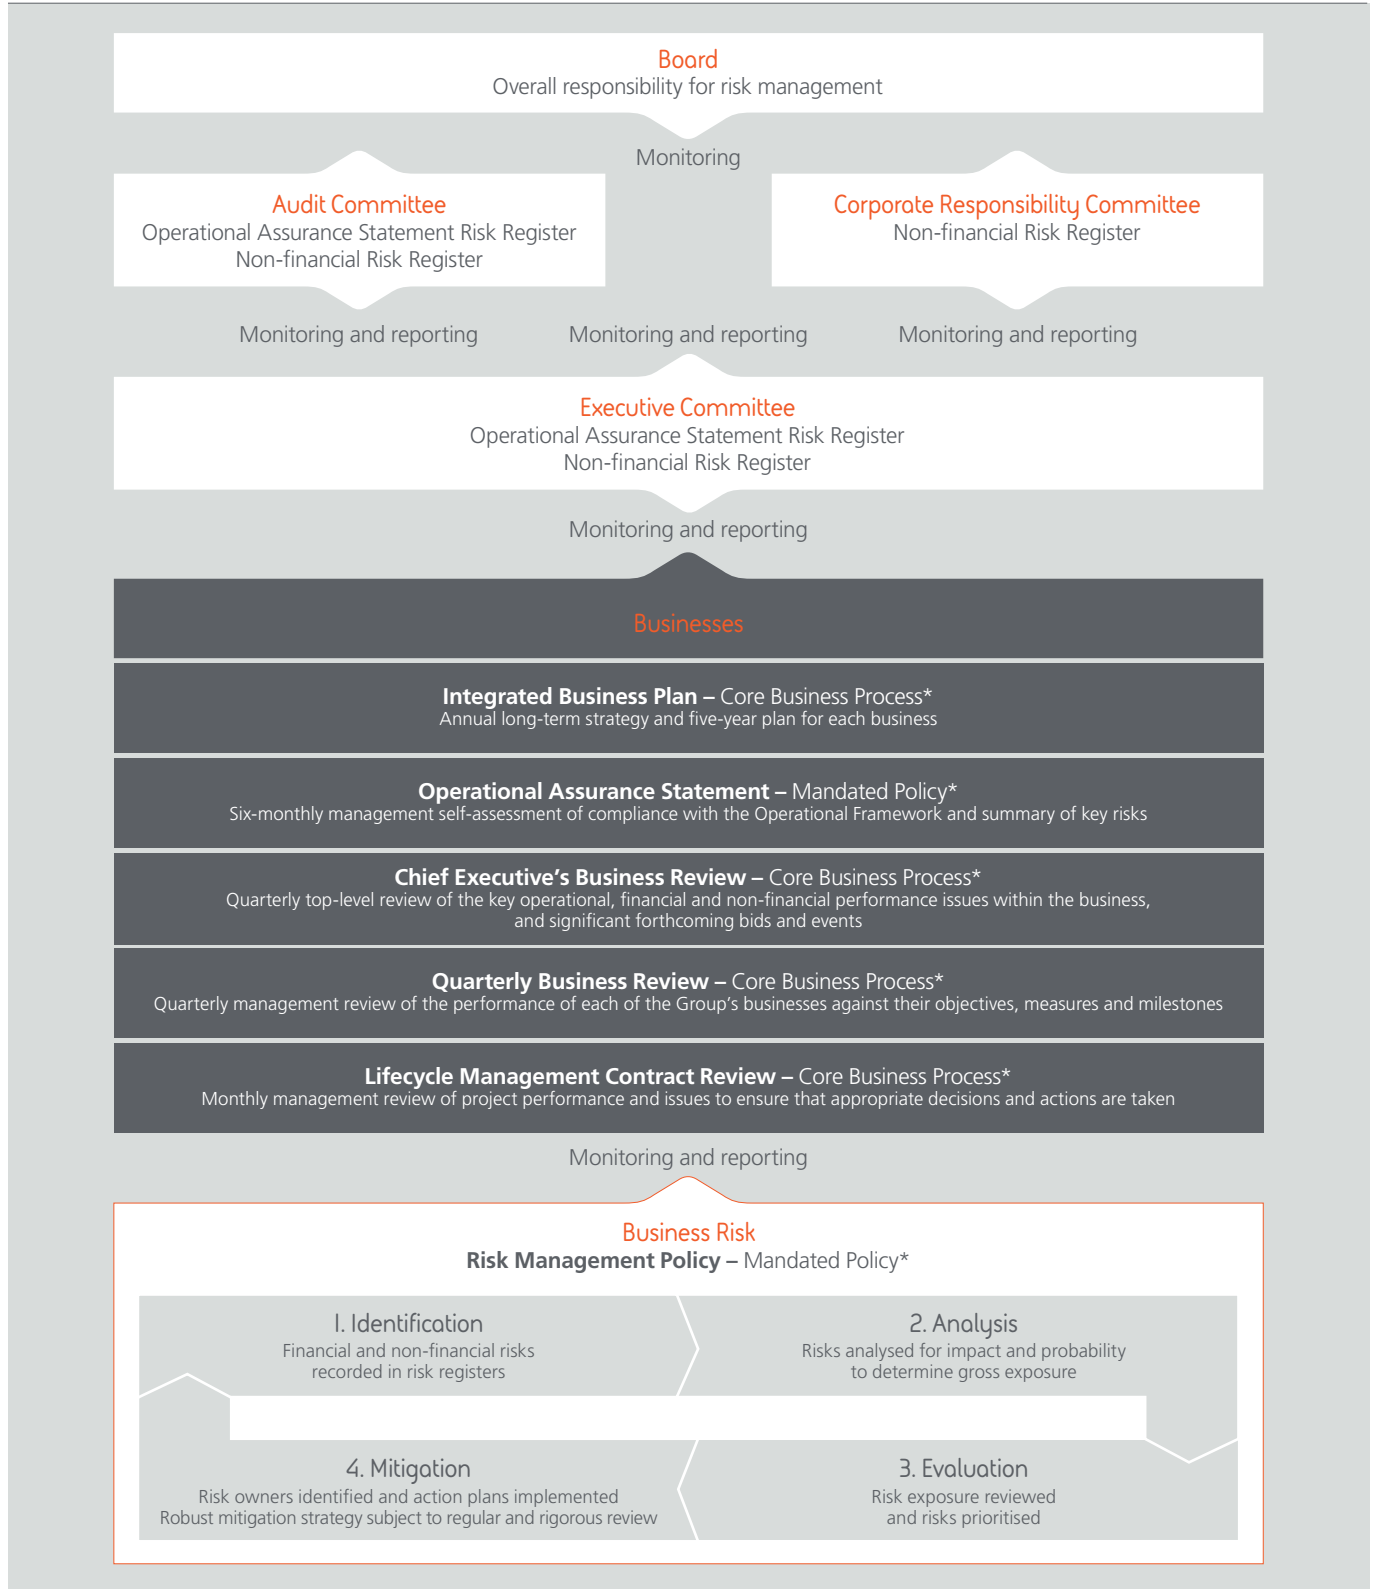 Board
Overall responsibility for risk management
Monitoring
Audit Committee
Operational Assurance Statement Risk Register
Non-financial Risk Register
Corporate Responsibility Committee
Non-financial Risk Register
Monitoring and reporting
Monitoring and reporting
Monitoring and reporting
Executive Committee
Operational Assurance Statement Risk Register
Non-financial Risk Register
Monitoring and reporting
Businesses
Integrated Business Plan – Core Business Process*
Annual long-term strategy and five-year plan for each business
Operational Assurance Statement – Mandated Policy*
Six-monthly management self-assessment of compliance with the Operational Framework and summary of key risks
Chief Executive's Business Review – Core Business Process*
Quarterly top-level review of the key operational, financial and non-financial performance issues within the business,
and significant forthcoming bids and events
Quarterly Business Review – Core Business Process*
Quarterly management review of the performance of each of the Group's businesses against their objectives, measures and milestones
Lifecycle Management Contract Review – Core Business Process*
Monthly management review of project performance and issues to ensure that appropriate decisions and actions are taken
Monitoring and reporting
Business Risk
Risk Management Policy – Mandated Policy*
1. Identification
Financial and non-financial risks
recorded in risk registers
2. Analysis
Risks analysed for impact and probability
to determine gross exposure
4. Mitigation
Risk owners identified and action plans implemented
Robust mitigation strategy subject to regular and rigorous review
3. Evaluation
Risk exposure reviewed
and risks prioritised